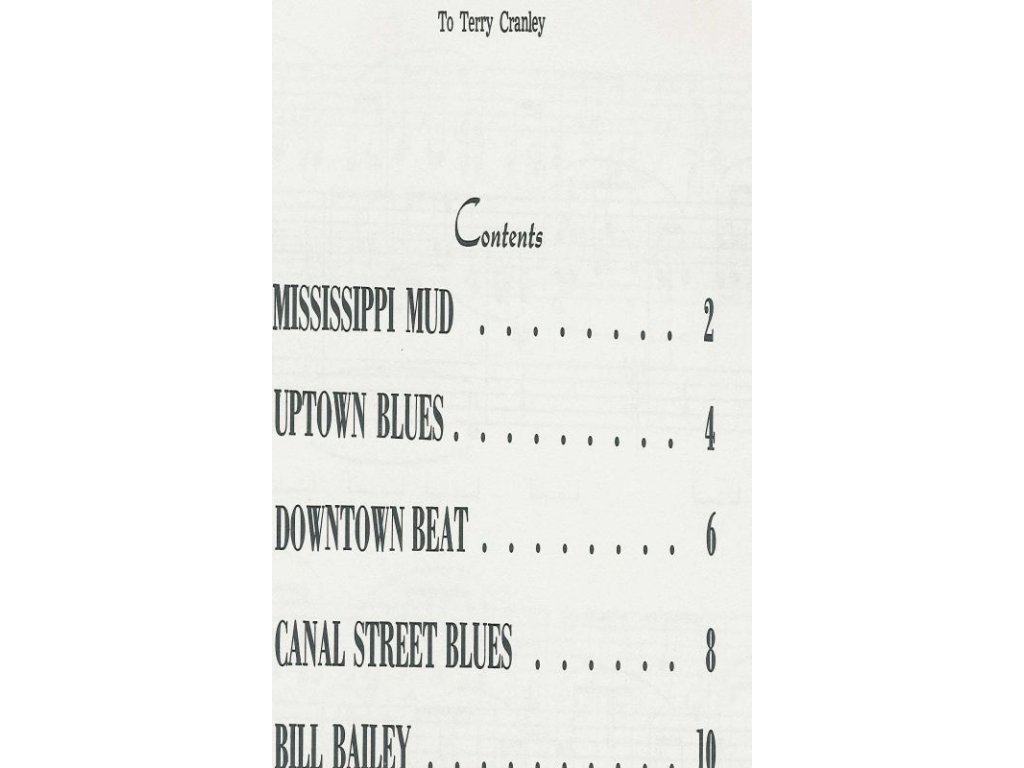 To Terry Cranley
Contents
MISSISSIPPI MUD . . . . . . . . 2
UPTOWN BLUES . . . . . . . . . 4
DOWNTOWN BEAT . . . . . . . . 6
CANAL STREET BLUES . . . . . . 8
BILL BAILEY . . . . . . . . . . 10